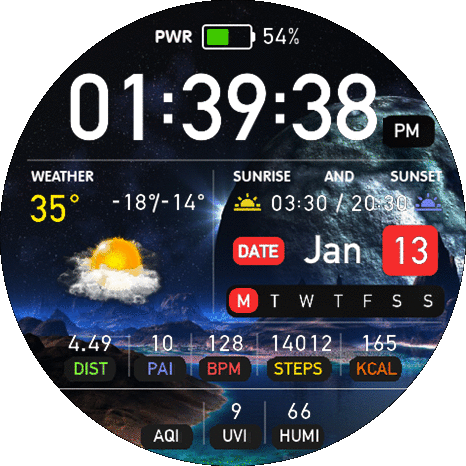 PWR 54%
01:39:38 PM
WEATHER
SUNRISE AND SUNSET
35° -18°/-14°
03:30 / 20:30
DATE Jan 13
M T W T F S S
4.49 10 128 14012 165
DIST PAI BPM STEPS KCAL
9 66
AQI UVI HUMI